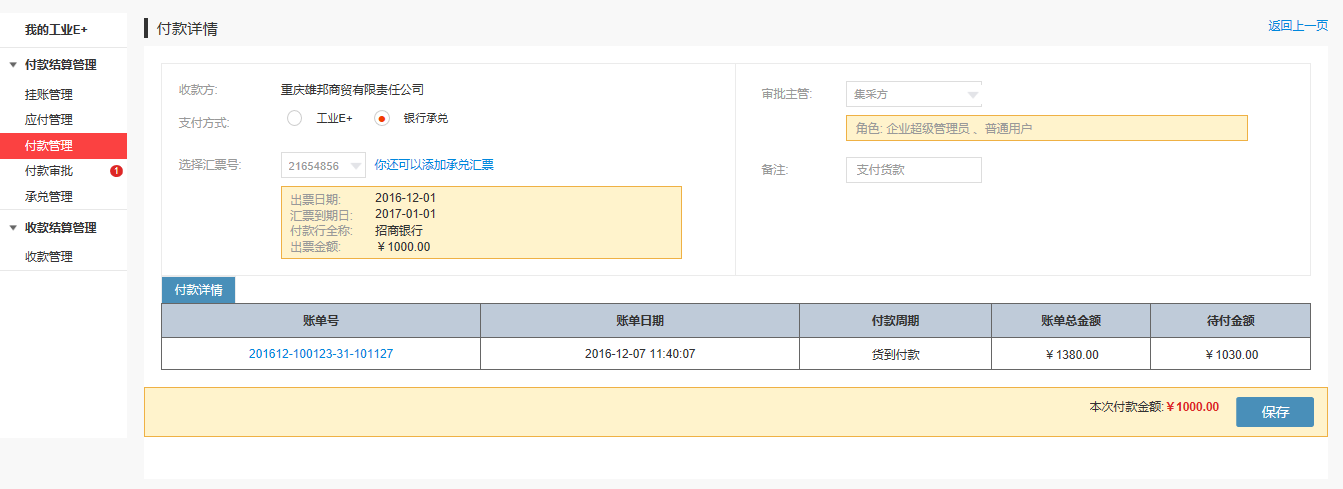 我的工业E+
付款结算管理
挂账管理
应付管理
付款管理
付款审批 1
承兑管理
收款结算管理
收款管理
付款详情
返回上一页
收款方: 重庆雄邦商贸有限责任公司
支付方式: 工业E+ 银行承兑
选择汇票号: 21654856 你还可以添加承兑汇票
出票日期: 2016-12-01
汇票到期日: 2017-01-01
付款行全称: 招商银行
出票金额: ￥1000.00
审批主管: 集采方
角色: 企业超级管理员 、普通用户
备注: 支付货款
付款详情
账单号 账单日期 付款周期 账单总金额 待付金额
201612-100123-31-101127 2016-12-07 11:40:07 货到付款 ￥1380.00 ￥1030.00
本次付款金额:￥1000.00 保存